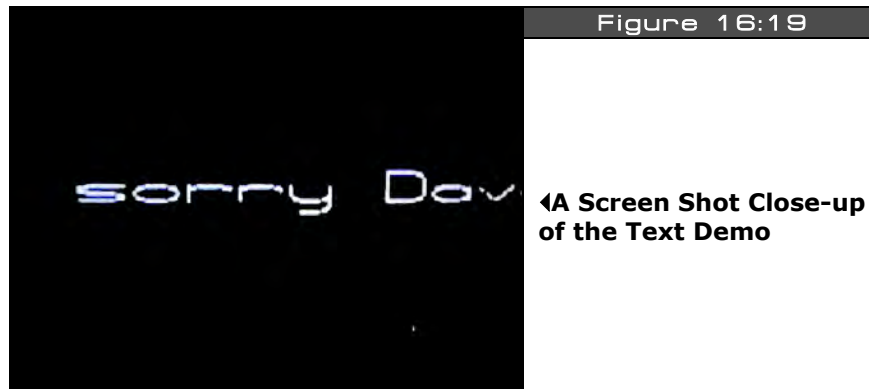 Figure 16:19
sorry Dav
A Screen Shot Close-up
of the Text Demo